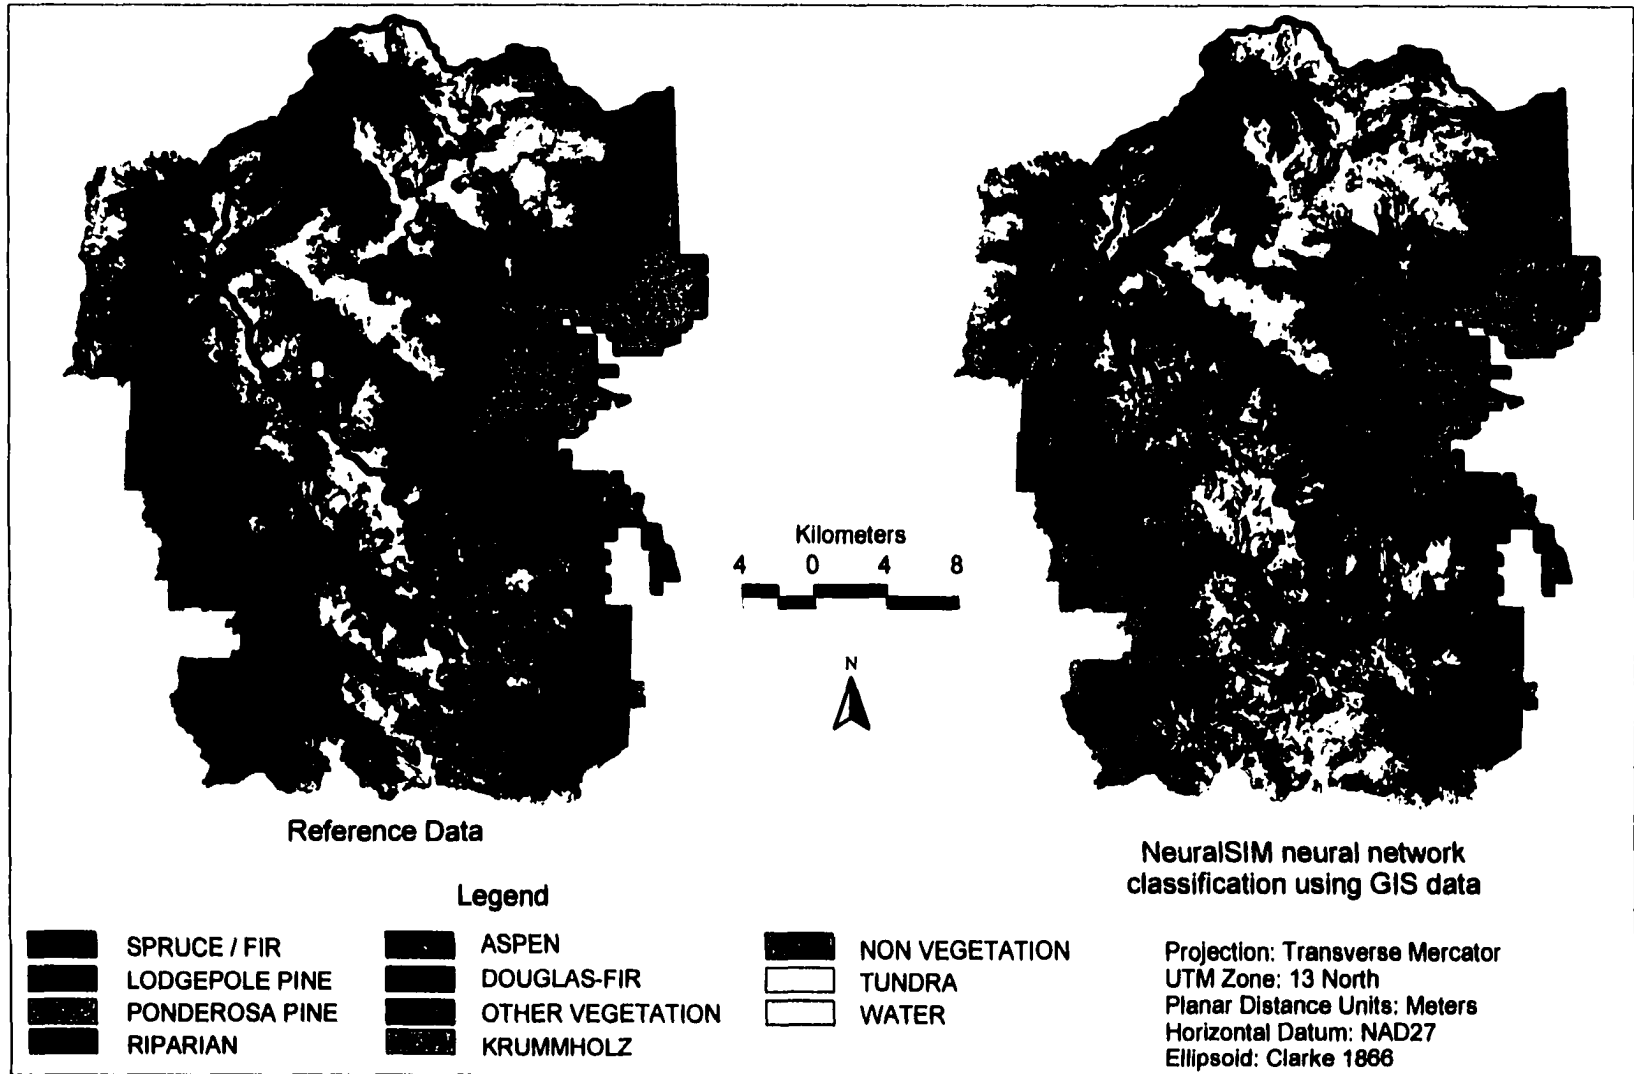 Kilometers
4 0 4 8
N
Reference Data
NeuralSIM neural network
classification using GIS data
Legend
SPRUCE / FIR
LODGEPOLE PINE
PONDEROSA PINE
RIPARIAN
ASPEN
DOUGLAS-FIR
OTHER VEGETATION
KRUMMHOLZ
NON VEGETATION
TUNDRA
WATER
Projection: Transverse Mercator
UTM Zone: 13 North
Planar Distance Units: Meters
Horizontal Datum: NAD27
Ellipsoid: Clarke 1866